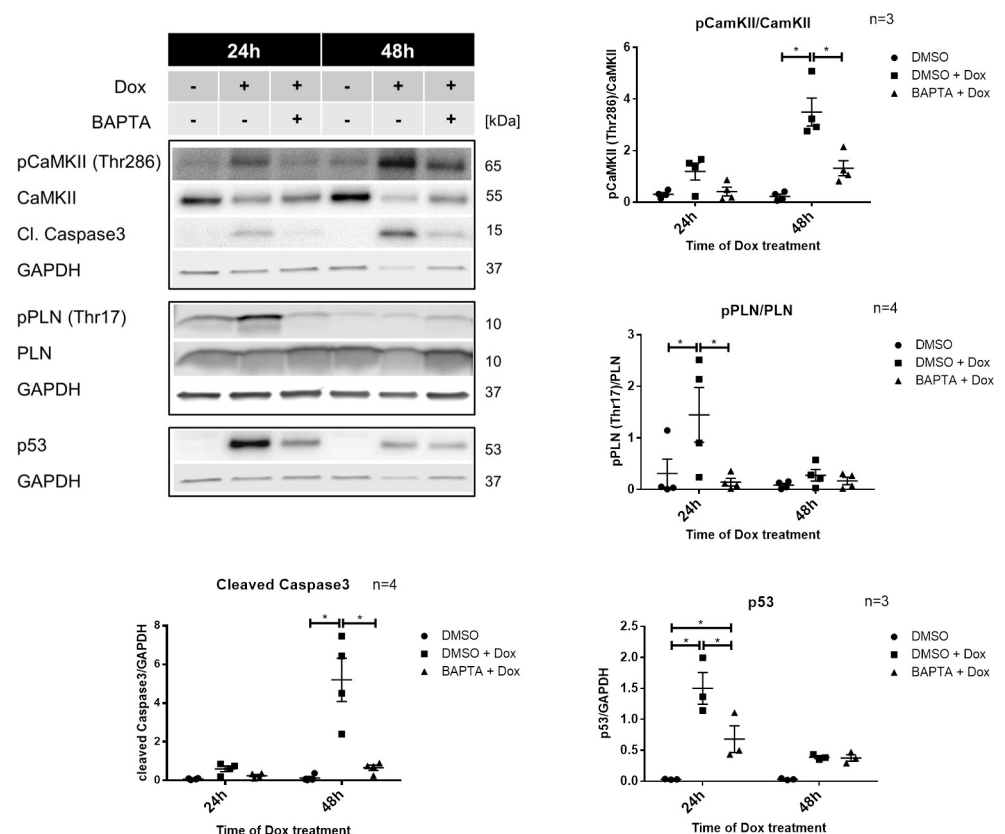 24h 48h
Dox - + + - + +
BAPTA - - + - - + [kDa]
pCaMKII (Thr286) 65
CaMKII 55
Cl. Caspase3 15
GAPDH 37
pPLN (Thr17) 10
PLN 10
GAPDH 37
p53 53
GAPDH 37
pCamKII/CamKII n=3
pCaMKII (Thr286)/CaMKII
6
4
2
0
* *
DMSO
DMSO + Dox
BAPTA + Dox
24h 48h
Time of Dox treatment
pPLN/PLN n=4
pPLN (Thr17)/PLN
3
2
1
0
* *
DMSO
DMSO + Dox
BAPTA + Dox
24h 48h
Time of Dox treatment
Cleaved Caspase3 n=4
cleaved Caspase3/GAPDH
8
6
4
2
0
* *
DMSO
DMSO + Dox
BAPTA + Dox
24h 48h
Time of Dox treatment
p53 n=3
p53/GAPDH
2.5
2.0
1.5
1.0
0.5
0.0
*
* *
DMSO
DMSO + Dox
BAPTA + Dox
24h 48h
Time of Dox treatment